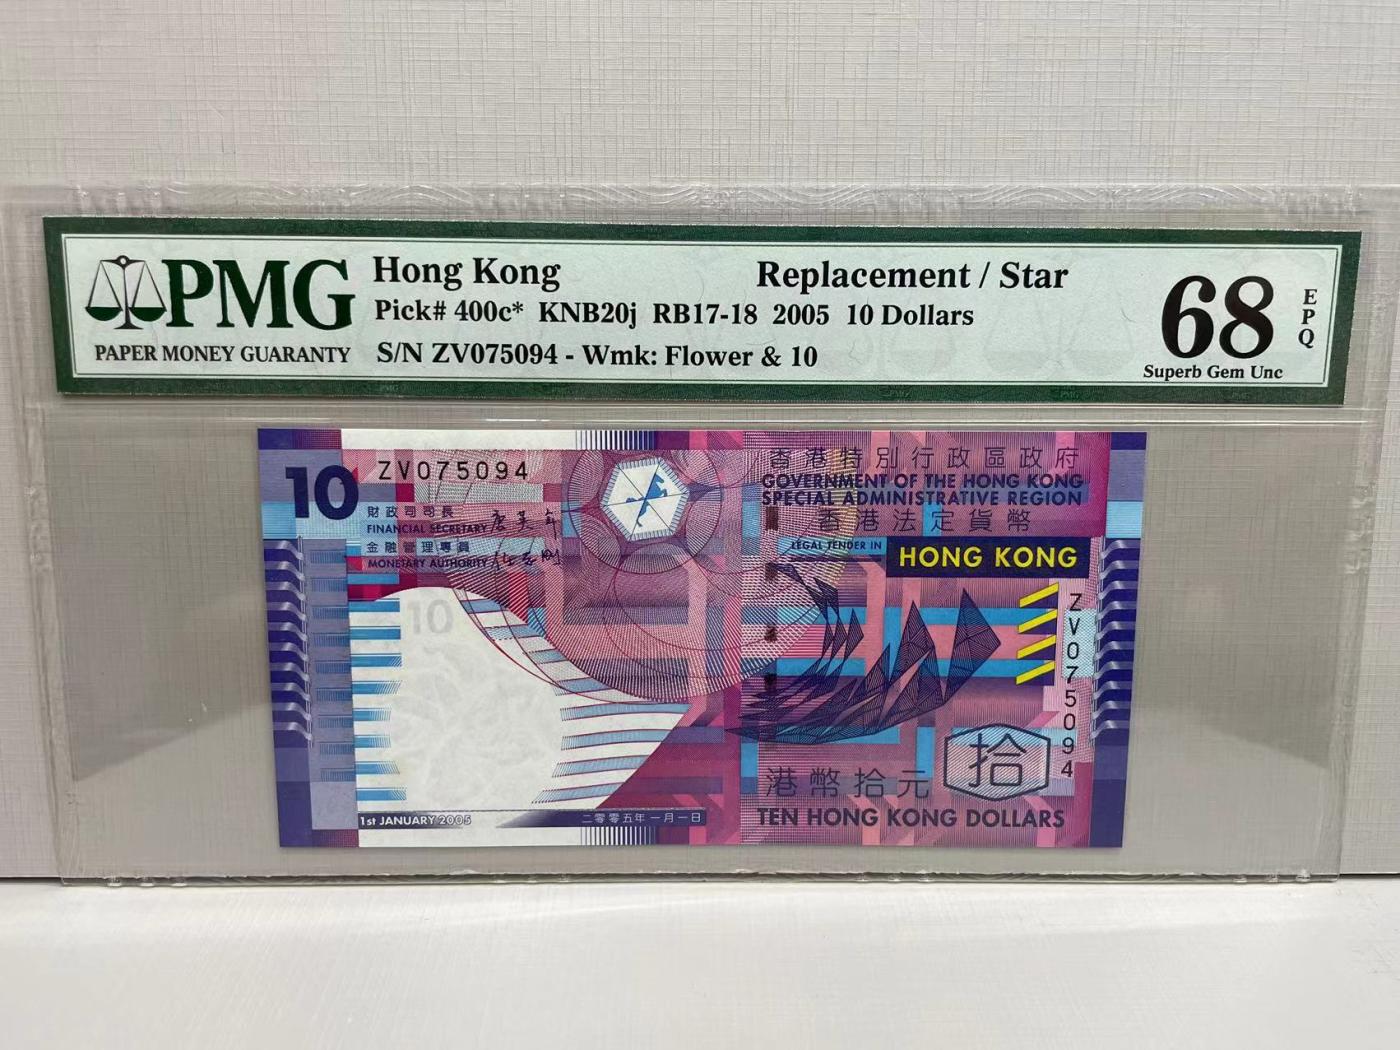 PMG
PAPER MONEY GUARANTY
Hong Kong
Replacement / Star
Pick# 400c* KNB20j RB17-18 2005 10 Dollars
S/N ZV075094 - Wmk: Flower & 10
68
EPQ
Superb Gem Unc
10
ZV075094
財政司司長
FINANCIAL SECRETARY
金融管理專員
MONETARY AUTHORITY
10
香港特別行政區政府
GOVERNMENT OF THE HONG KONG
SPECIAL ADMINISTRATIVE REGION
香港法定貨幣
LEGAL TENDER IN
HONG KONG
ZV075094
拾
港幣拾元
TEN HONG KONG DOLLARS
1st JANUARY 2005
二零零五年一月一日